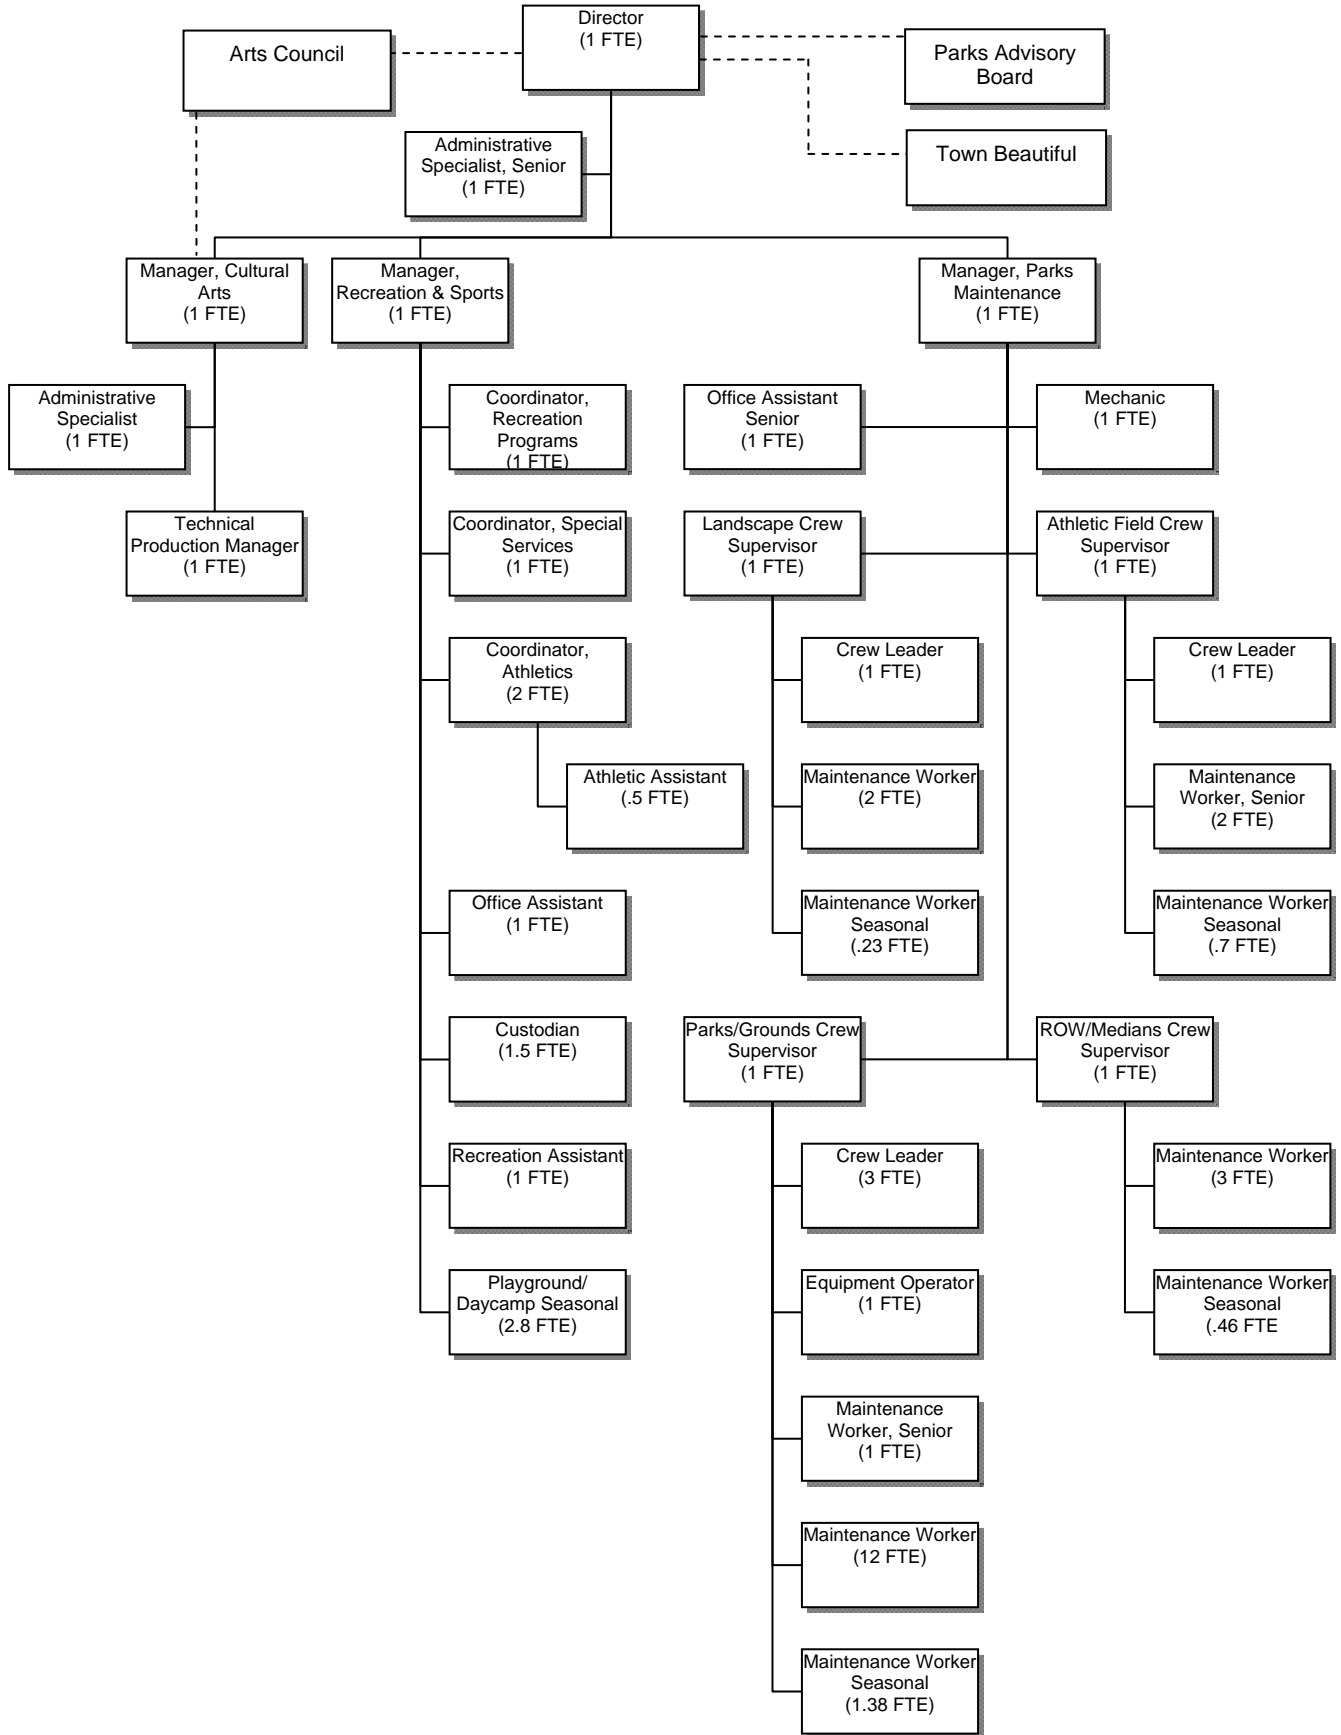 Director
(1 FTE)
Arts Council
Parks Advisory
Board
Administrative
Specialist, Senior
(1 FTE)
Town Beautiful
Manager, Cultural
Arts
(1 FTE)
Manager,
Recreation & Sports
(1 FTE)
Manager, Parks
Maintenance
(1 FTE)
Administrative
Specialist
(1 FTE)
Technical
Production Manager
(1 FTE)
Coordinator,
Recreation
Programs
(1 FTE)
Coordinator, Special
Services
(1 FTE)
Coordinator,
Athletics
(2 FTE)
Athletic Assistant
(.5 FTE)
Office Assistant
(1 FTE)
Custodian
(1.5 FTE)
Recreation Assistant
(1 FTE)
Playground/
Daycamp Seasonal
(2.8 FTE)
Office Assistant
Senior
(1 FTE)
Mechanic
(1 FTE)
Landscape Crew
Supervisor
(1 FTE)
Crew Leader
(1 FTE)
Maintenance Worker
(2 FTE)
Maintenance Worker
Seasonal
(.23 FTE)
Athletic Field Crew
Supervisor
(1 FTE)
Crew Leader
(1 FTE)
Maintenance
Worker, Senior
(2 FTE)
Maintenance Worker
Seasonal
(.7 FTE)
Parks/Grounds Crew
Supervisor
(1 FTE)
Crew Leader
(3 FTE)
Equipment Operator
(1 FTE)
Maintenance
Worker, Senior
(1 FTE)
Maintenance Worker
(12 FTE)
Maintenance Worker
Seasonal
(1.38 FTE)
ROW/Medians Crew
Supervisor
(1 FTE)
Maintenance Worker
(3 FTE)
Maintenance Worker
Seasonal
(.46 FTE